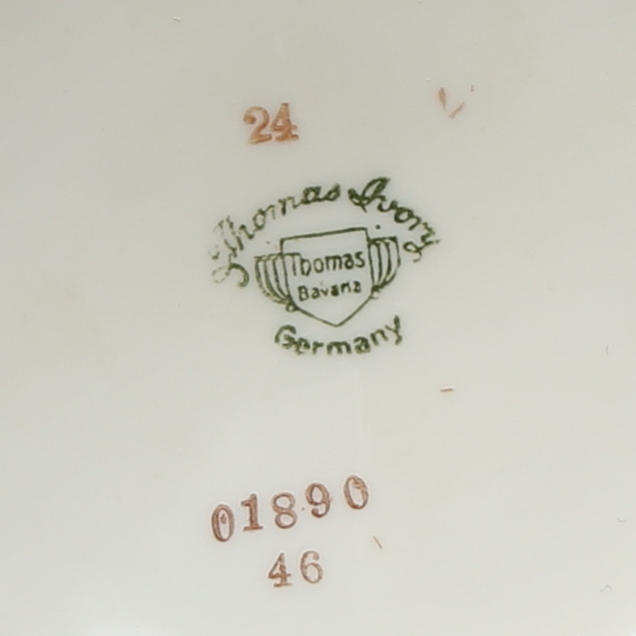 24
Thomas Ivory
Thomas
Bavaria
Germany
01890
46